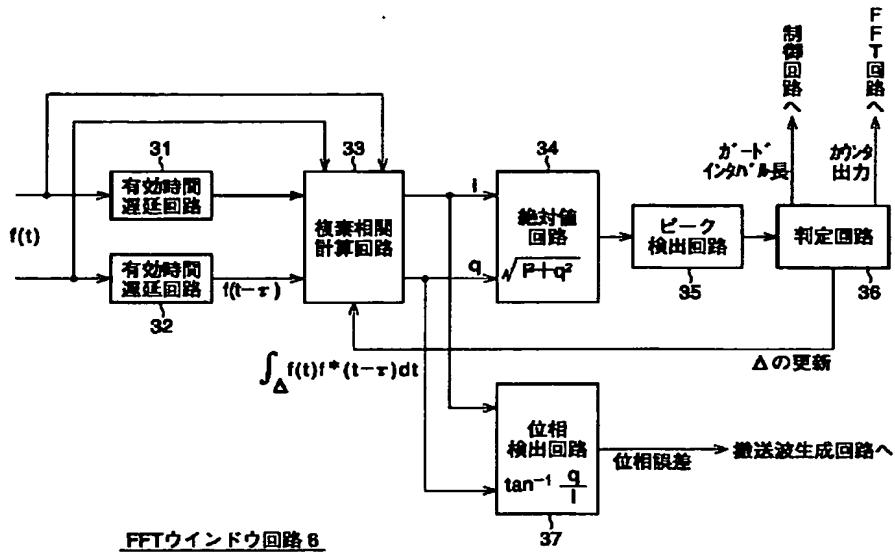 制御回路へ
FFT回路へ
ガード
インタバル長
カウンタ
出力
31
有効時間
遅延回路
33
複素相関
計算回路
34
i
絶対値
回路
√i²+q²
q
ピーク
検出回路
35
判定回路
36
f(t)
有効時間
遅延回路
32
f(t−τ)
∫Δ f(t)f*(t−τ)dt
Δの更新
位相
検出回路
tan⁻¹ q/i
37
位相誤差
搬送波生成回路へ
FFTウインドウ回路6